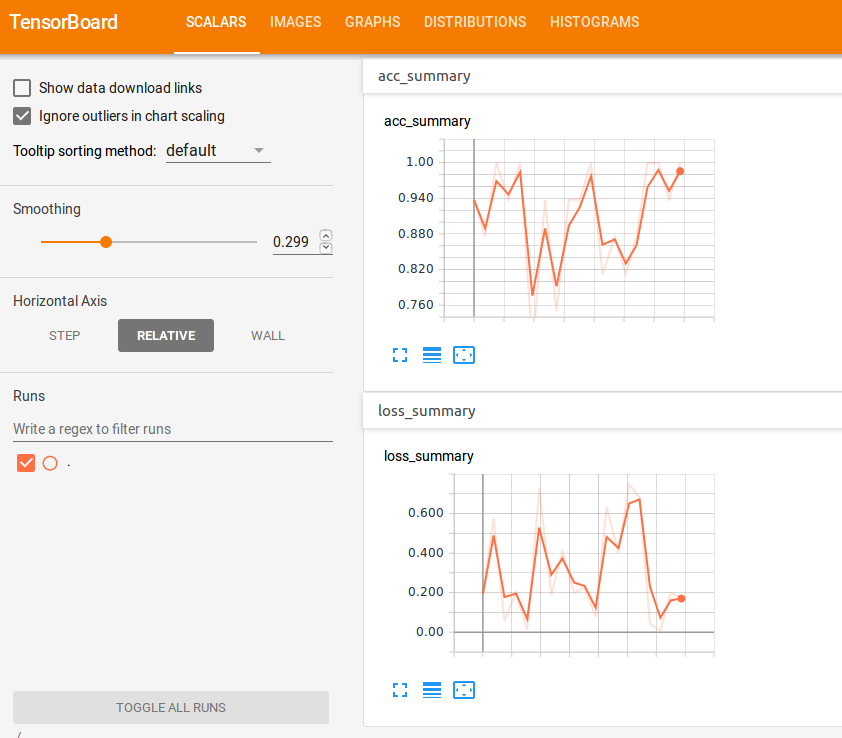 TensorBoard SCALARS IMAGES GRAPHS DISTRIBUTIONS HISTOGRAMS
Show data download links
Ignore outliers in chart scaling
Tooltip sorting method: default
Smoothing
0.299
Horizontal Axis
STEP RELATIVE WALL
Runs
Write a regex to filter runs
.
TOGGLE ALL RUNS
/
acc_summary
acc_summary
1.00
0.940
0.880
0.820
0.760
loss_summary
loss_summary
0.600
0.400
0.200
0.00